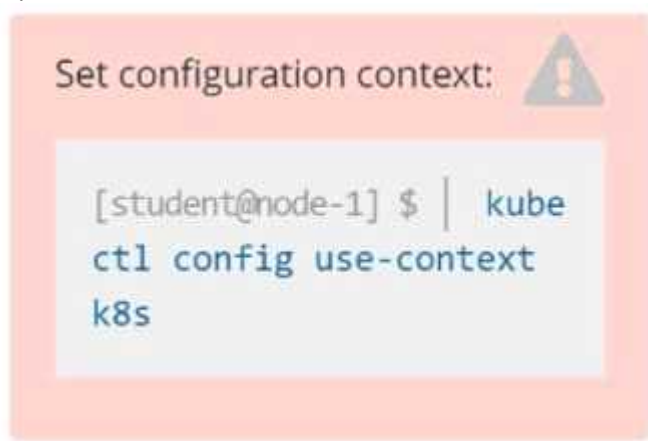 Set configuration context:
[student@node-1] $ | kube
ctl config use-context
k8s